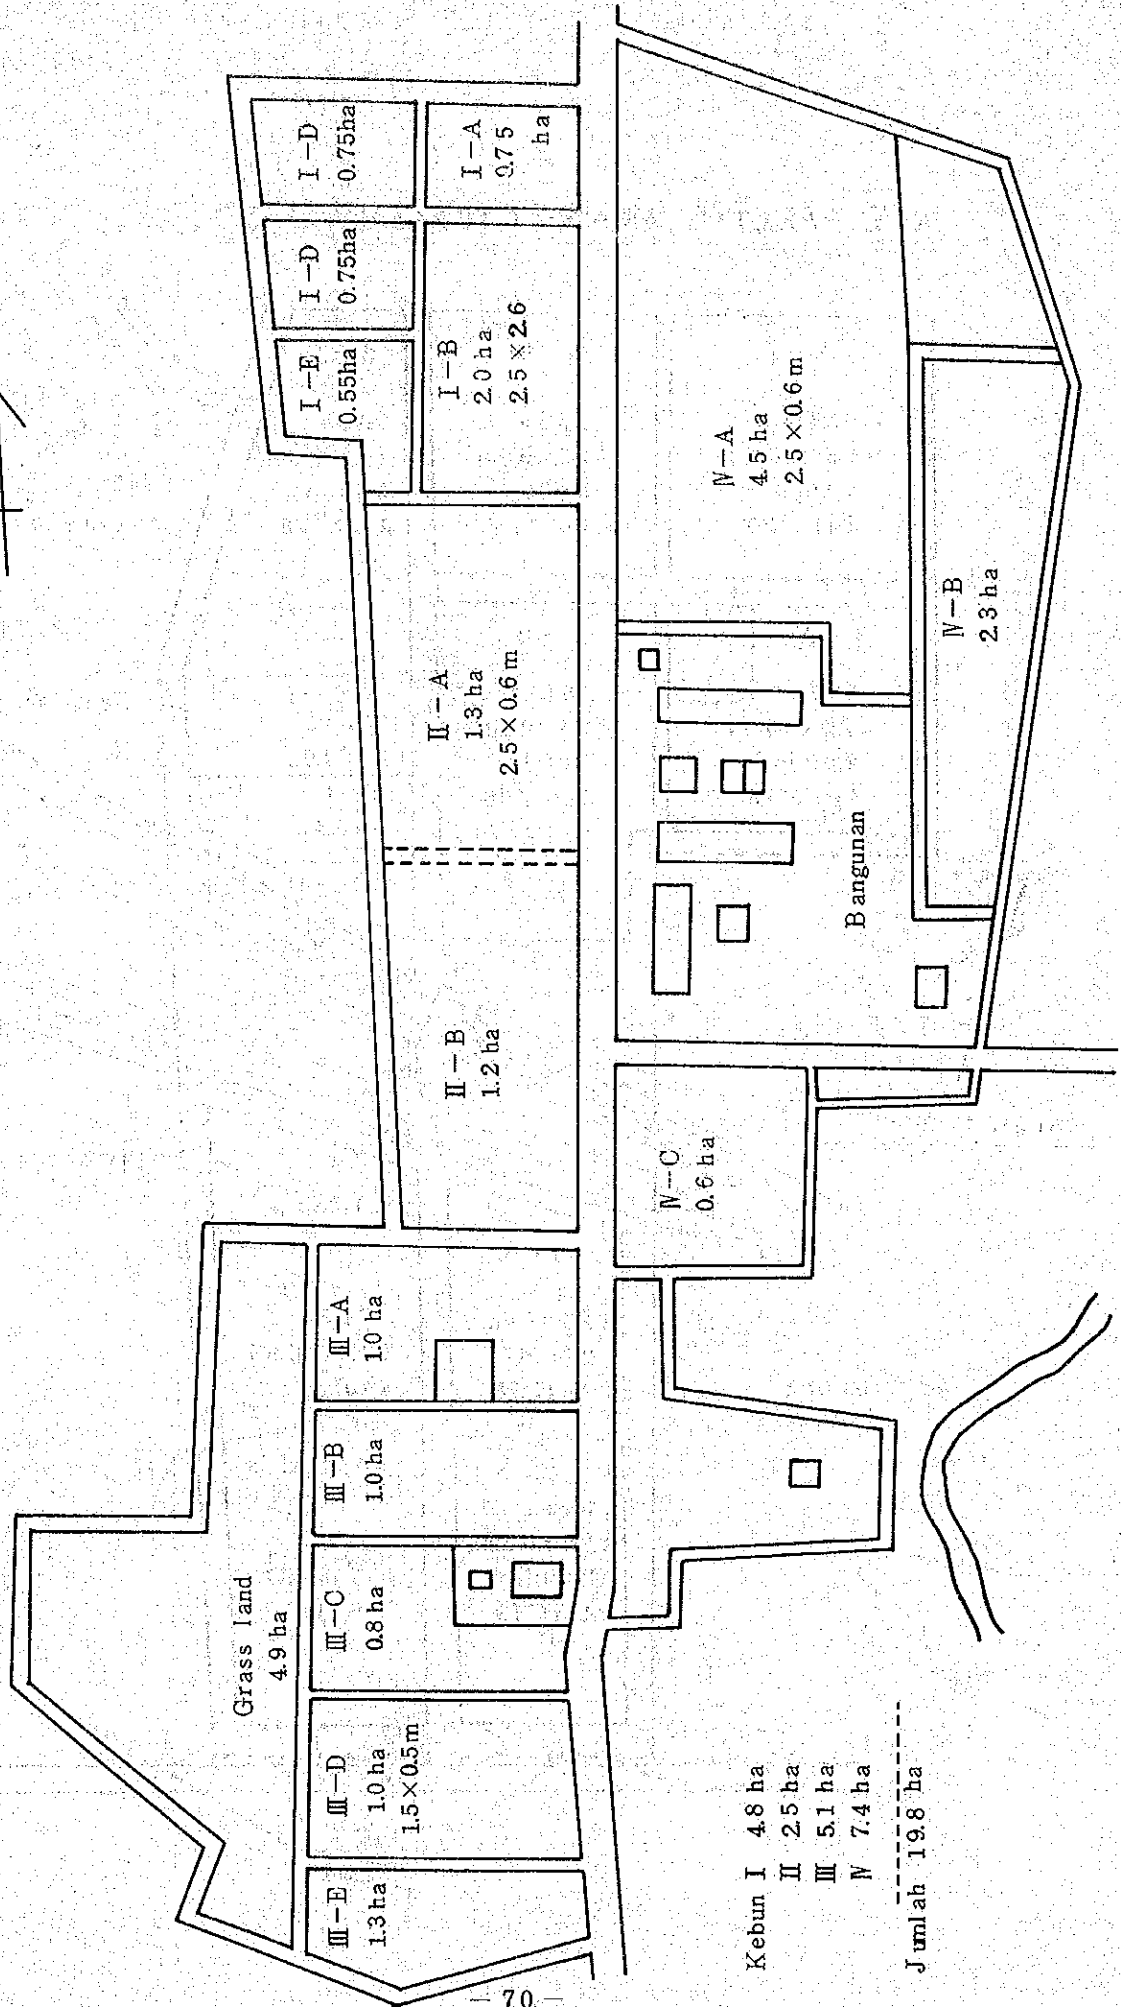 Grass land
4.9 ha
III-E
1.3 ha
III-D
1.0 ha
1.5×0.5m
III-C
0.8 ha
III-B
1.0 ha
III-A
1.0 ha
II-B
1.2 ha
II-A
1.3 ha
2.5×0.6m
I-E
0.55ha
I-D
0.75ha
I-D
0.75ha
I-B
2.0 ha
2.5×2.6
I-A
0.75
ha
IV-C
0.6 ha
Bangunan
IV-A
4.5 ha
2.5×0.6m
IV-B
2.3 ha
Kebun I 4.8 ha
II 2.5 ha
III 5.1 ha
IV 7.4 ha
Jumlah 19.8 ha
- 70 -